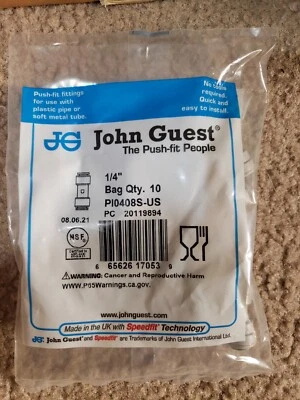 Push-fit fittings
for use with
plastic pipe or
soft metal tube.
No tools
required.
Quick and
easy to install.
JG
John Guest®
The Push-fit People
1/4"
Bag Qty. 10
PI0408S-US
PC 20119894
08.06.21
NSF®
6 65626 17053 9
WARNING: Cancer and Reproductive Harm
www.P65Warnings.ca.gov.
www.johnguest.com
Made in the UK with Speedfit® Technology
JG John Guest® and Speedfit® are Trademarks of John Guest International Ltd.